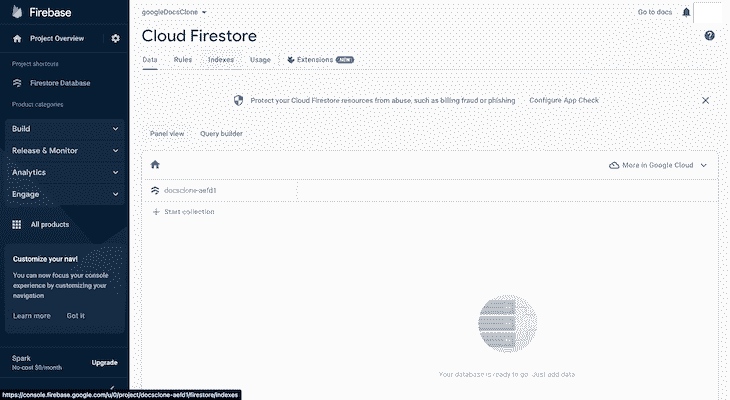 Firebase
googleDocsClone
Go to docs
Project Overview
Cloud Firestore
Project shortcuts
Data Rules Indexes Usage Extensions NEW
Firestore Database
Product categories
Protect your Cloud Firestore resources from abuse, such as billing fraud or phishing Configure App Check
Build
Panel view Query builder
Release & Monitor
More in Google Cloud
Analytics
docsclone-aefd1
Engage
Start collection
All products
Customize your nav!
You can now focus your console
experience by customizing your
navigation
Learn more Got it
Spark
No-cost $0/month
Upgrade
Your database is ready to go. Just add data
https://console.firebase.google.com/u/0/project/docsclone-aefd1/firestore/indexes